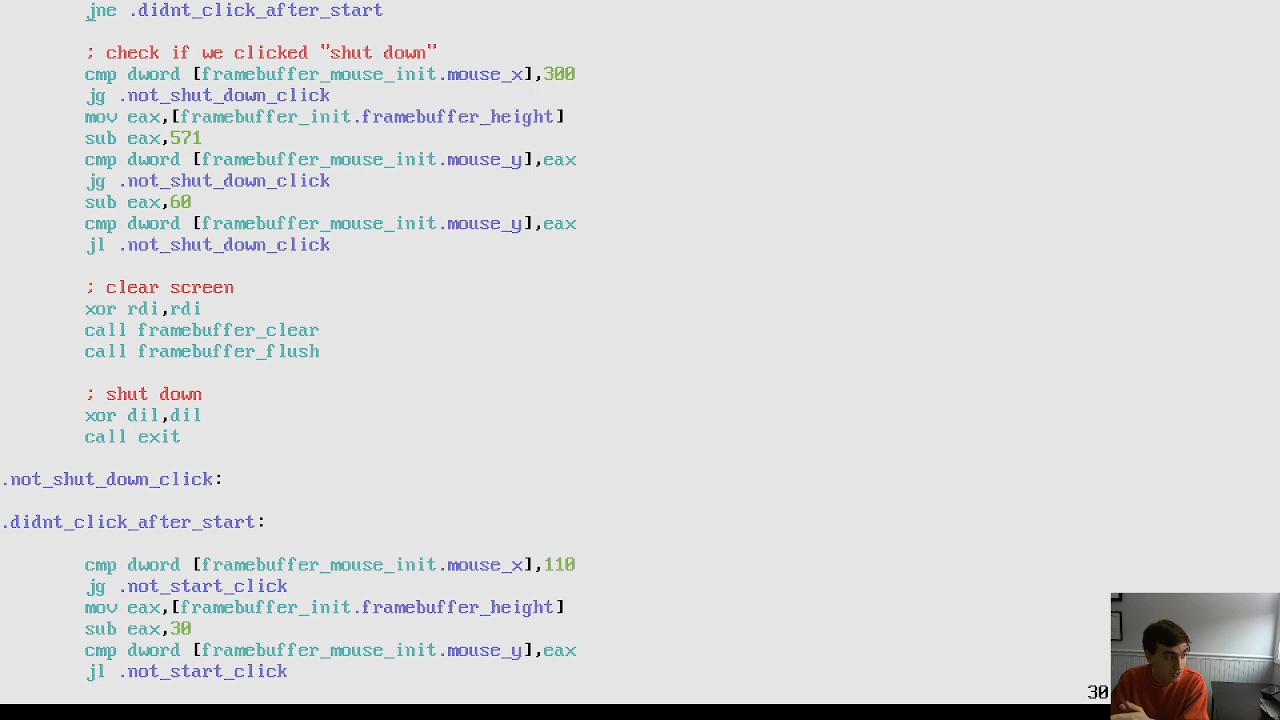 jne .didnt_click_after_start
; check if we clicked "shut down"
cmp dword [framebuffer_mouse_init.mouse_x],300
jg .not_shut_down_click
mov eax,[framebuffer_init.framebuffer_height]
sub eax,571
cmp dword [framebuffer_mouse_init.mouse_y],eax
jg .not_shut_down_click
sub eax,60
cmp dword [framebuffer_mouse_init.mouse_y],eax
jl .not_shut_down_click
; clear screen
xor rdi,rdi
call framebuffer_clear
call framebuffer_flush
; shut down
xor dil,dil
call exit
.not_shut_down_click:
.didnt_click_after_start:
cmp dword [framebuffer_mouse_init.mouse_x],110
jg .not_start_click
mov eax,[framebuffer_init.framebuffer_height]
sub eax,30
cmp dword [framebuffer_mouse_init.mouse_y],eax
jl .not_start_click
30